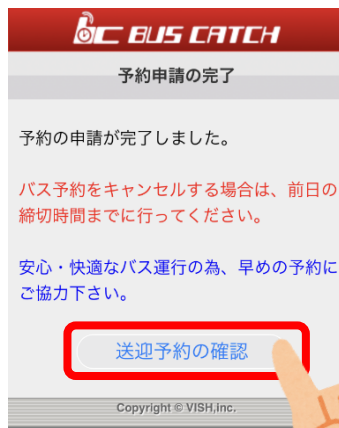 BUS CATCH
予約申請の完了
予約の申請が完了しました。
バス予約をキャンセルする場合は、前日の
締切時間までに行ってください。
安心・快適なバス運行の為、早めの予約に
ご協力下さい。
送迎予約の確認
Copyright © VISH,Inc.